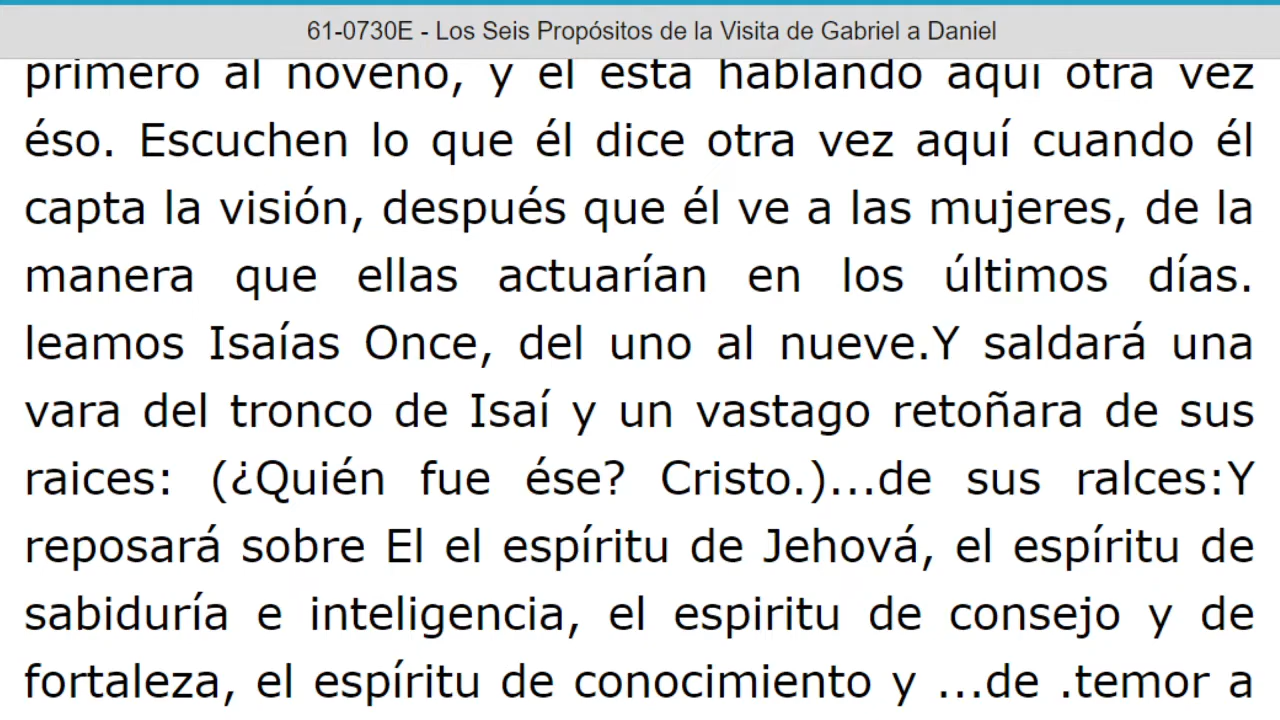 61-0730E - Los Seis Propósitos de la Visita de Gabriel a Daniel
primero al noveno, y él está hablando aquí otra vez
éso. Escuchen lo que él dice otra vez aquí cuando él
capta la visión, después que él ve a las mujeres, de la
manera que ellas actuarían en los últimos días.
leamos Isaías Once, del uno al nueve.Y saldará una
vara del tronco de Isaí y un vastago retoñara de sus
raices: (¿Quién fue ése? Cristo.)...de sus ralces:Y
reposará sobre El el espíritu de Jehová, el espíritu de
sabiduría e inteligencia, el espiritu de consejo y de
fortaleza, el espíritu de conocimiento y ...de .temor a